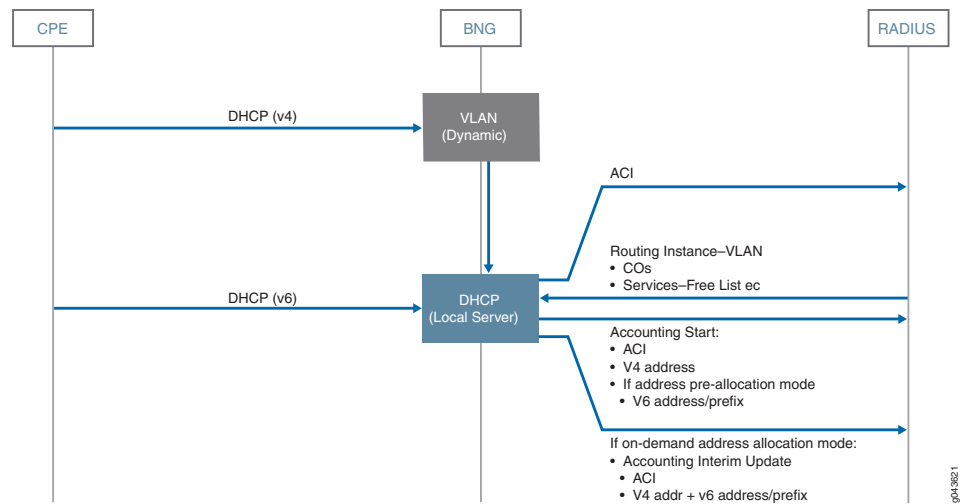 CPE
BNG
RADIUS
DHCP (v4)
VLAN
(Dynamic)
ACI
Routing Instance–VLAN
• COs
• Services–Free List ec
DHCP (v6)
DHCP
(Local Server)
Accounting Start:
• ACI
• V4 address
• If address pre-allocation mode
• V6 address/prefix
If on-demand address allocation mode:
• Accounting Interim Update
• ACI
• V4 addr + v6 address/prefix
g043621